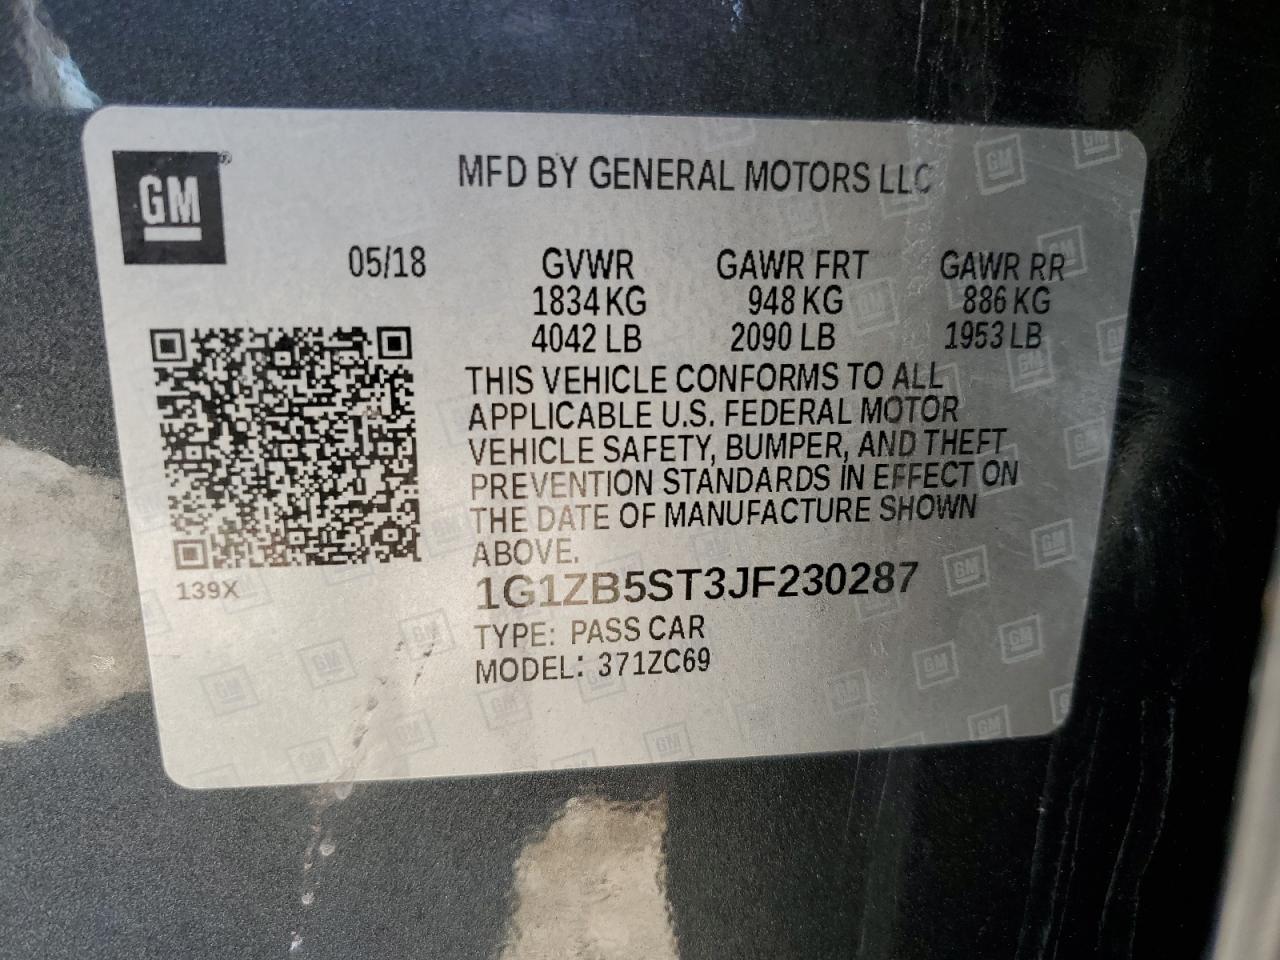 GM
MFD BY GENERAL MOTORS LLC
05/18 GVWR GAWR FRT GAWR RR
1834 KG 948 KG 886 KG
4042 LB 2090 LB 1953 LB
THIS VEHICLE CONFORMS TO ALL
APPLICABLE U.S. FEDERAL MOTOR
VEHICLE SAFETY, BUMPER, AND THEFT
PREVENTION STANDARDS IN EFFECT ON
THE DATE OF MANUFACTURE SHOWN
ABOVE.
139X
1G1ZB5ST3JF230287
TYPE: PASS CAR
MODEL: 371ZC69